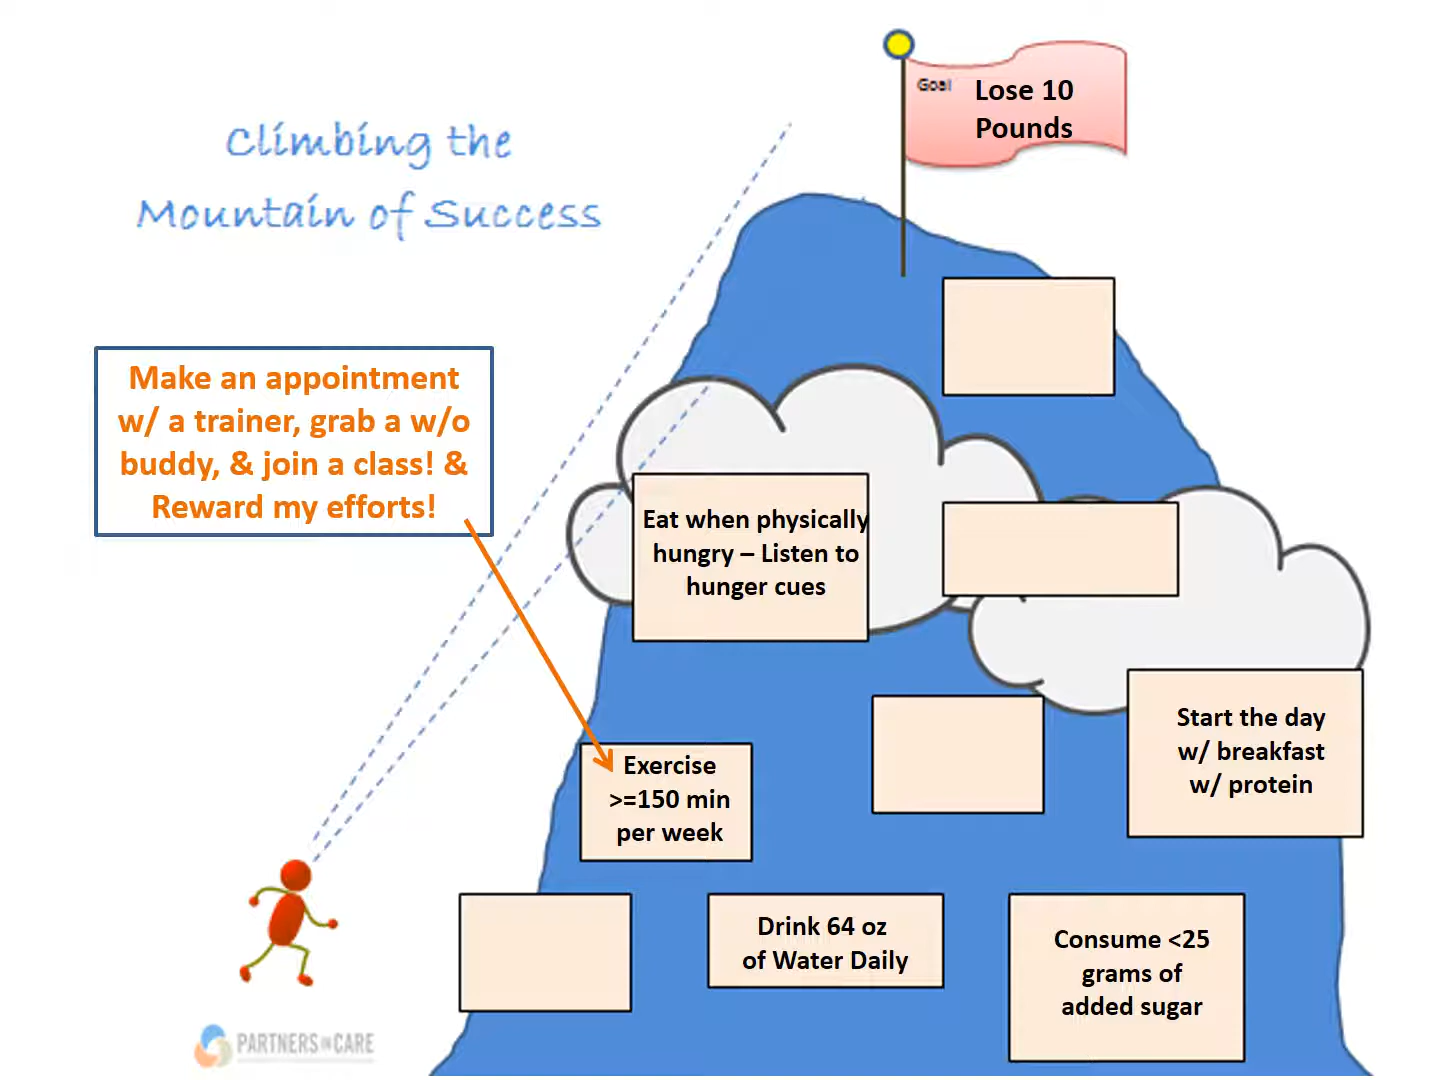 Climbing the
Mountain of Success
Goal
Lose 10
Pounds
Make an appointment
w/ a trainer, grab a w/o
buddy, & join a class! &
Reward my efforts!
Eat when physically
hungry – Listen to
hunger cues
Start the day
w/ breakfast
w/ protein
Exercise
>=150 min
per week
Drink 64 oz
of Water Daily
Consume <25
grams of
added sugar
PARTNERS IN CARE